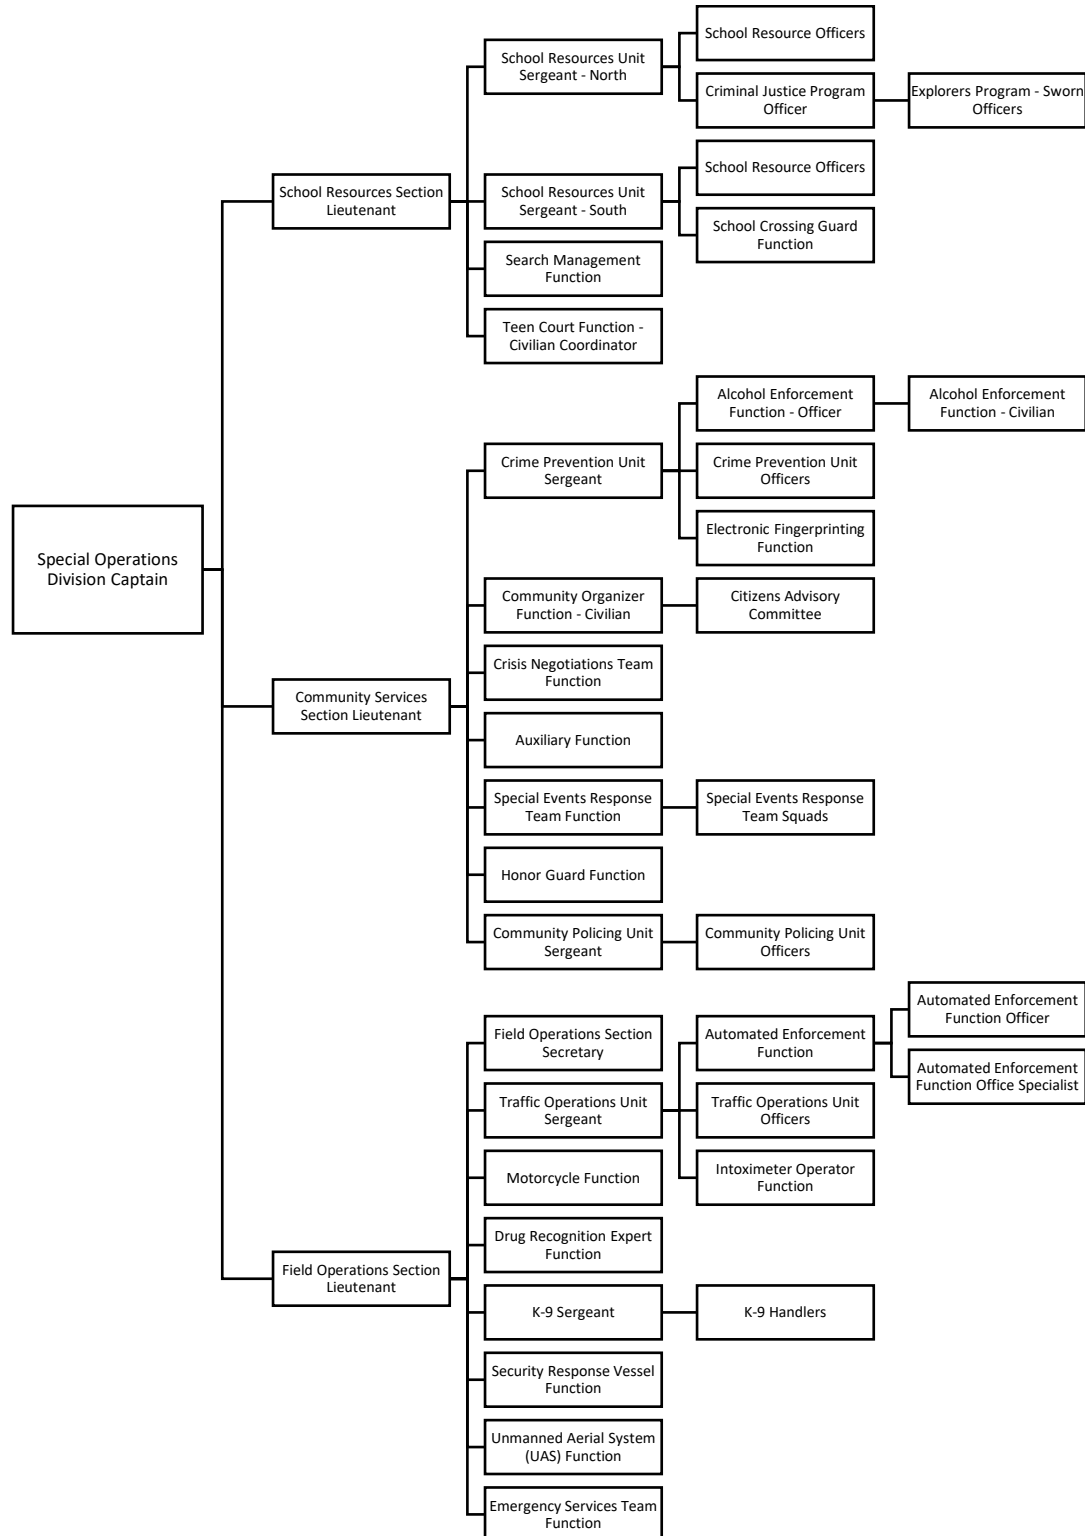 School Resource Officers
School Resources Unit
Sergeant - North
Criminal Justice Program
Officer
Explorers Program - Sworn
Officers
School Resource Officers
School Resources Section
Lieutenant
School Resources Unit
Sergeant - South
School Crossing Guard
Function
Search Management
Function
Teen Court Function -
Civilian Coordinator
Alcohol Enforcement
Function - Officer
Alcohol Enforcement
Function - Civilian
Crime Prevention Unit
Sergeant
Crime Prevention Unit
Officers
Electronic Fingerprinting
Function
Special Operations
Division Captain
Community Organizer
Function - Civilian
Citizens Advisory
Committee
Crisis Negotiations Team
Function
Community Services
Section Lieutenant
Auxiliary Function
Special Events Response
Team Function
Special Events Response
Team Squads
Honor Guard Function
Community Policing Unit
Sergeant
Community Policing Unit
Officers
Automated Enforcement
Function Officer
Field Operations Section
Secretary
Automated Enforcement
Function
Automated Enforcement
Function Office Specialist
Traffic Operations Unit
Sergeant
Traffic Operations Unit
Officers
Motorcycle Function
Intoximeter Operator
Function
Drug Recognition Expert
Function
Field Operations Section
Lieutenant
K-9 Sergeant
K-9 Handlers
Security Response Vessel
Function
Unmanned Aerial System
(UAS) Function
Emergency Services Team
Function